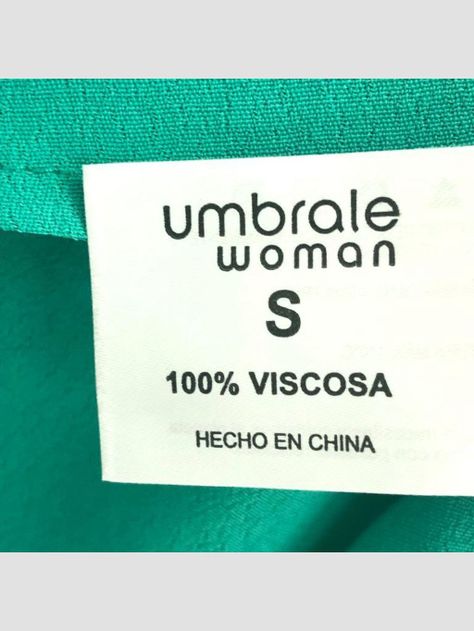 umbrale
woman
S
100% VISCOSA
HECHO EN CHINA